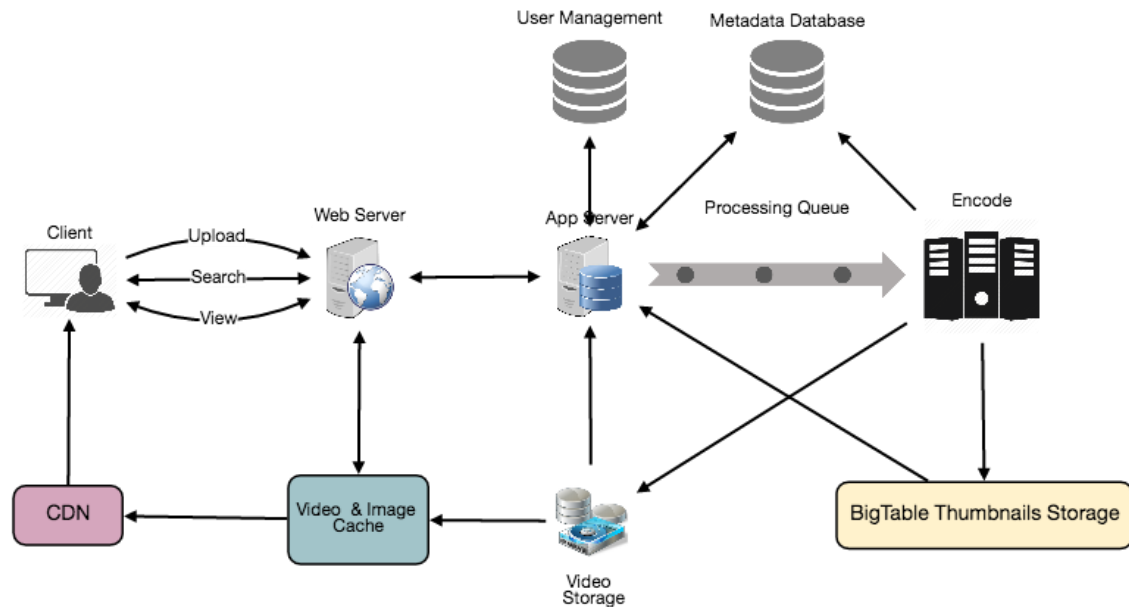 User Management
Metadata Database
Client
Upload
Search
View
Web Server
App Server
Processing Queue
Encode
CDN
Video & Image
Cache
Video
Storage
BigTable Thumbnails Storage